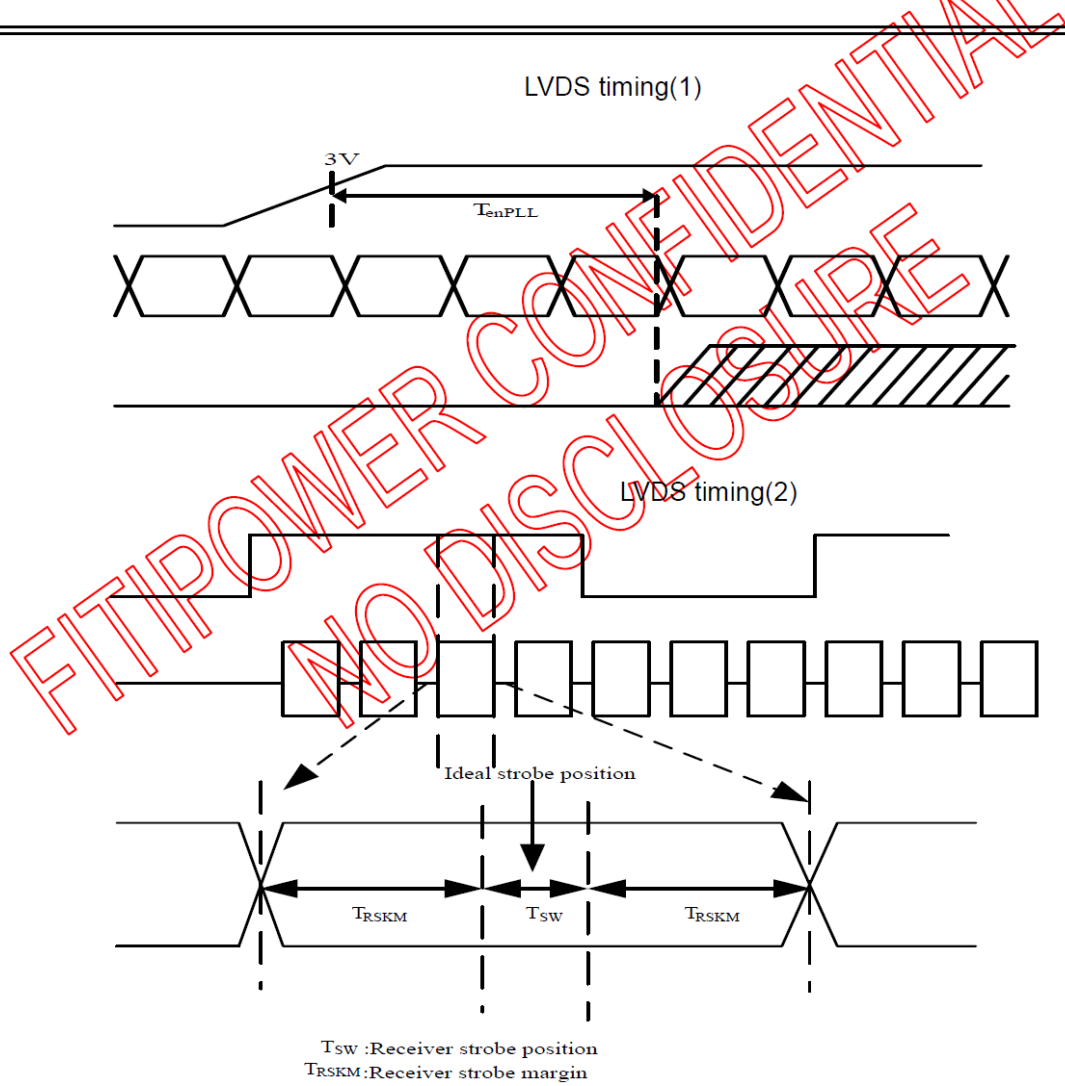 LVDS timing(1)
3V
TenPLL
FITIPOWER CONFIDENTIAL
NO DISCLOSURE
LVDS timing(2)
Ideal strobe position
TRSKM
TSW
TRSKM
TSW :Receiver strobe position
TRSKM:Receiver strobe margin